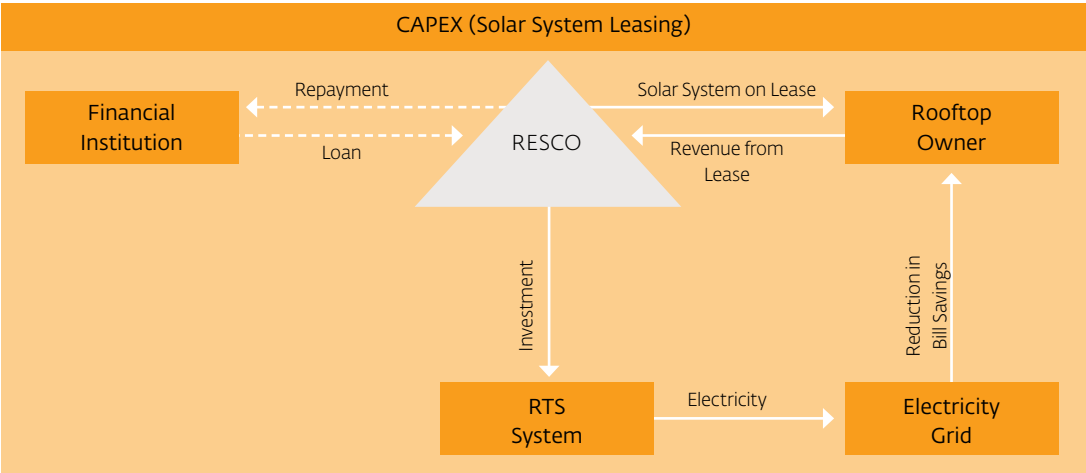 CAPEX (Solar System Leasing)
Financial
Institution
Repayment
Loan
RESCO
Solar System on Lease
Revenue from
Lease
Rooftop
Owner
Investment
Reduction in
Bill Savings
RTS
System
Electricity
Electricity
Grid